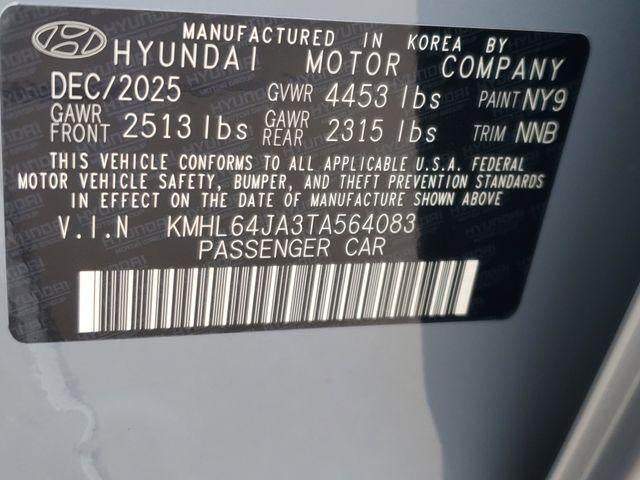 MANUFACTURED IN KOREA BY
HYUNDAI MOTOR COMPANY
DEC/2025 GVWR 4453 lbs PAINT NY9
GAWR FRONT 2513 lbs GAWR REAR 2315 lbs TRIM NNB
THIS VEHICLE CONFORMS TO ALL APPLICABLE U.S.A. FEDERAL
MOTOR VEHICLE SAFETY, BUMPER, AND THEFT PREVENTION STANDARDS
IN EFFECT ON THE DATE OF MANUFACTURE SHOWN ABOVE
V.I.N KMHL64JA3TA564083
PASSENGER CAR